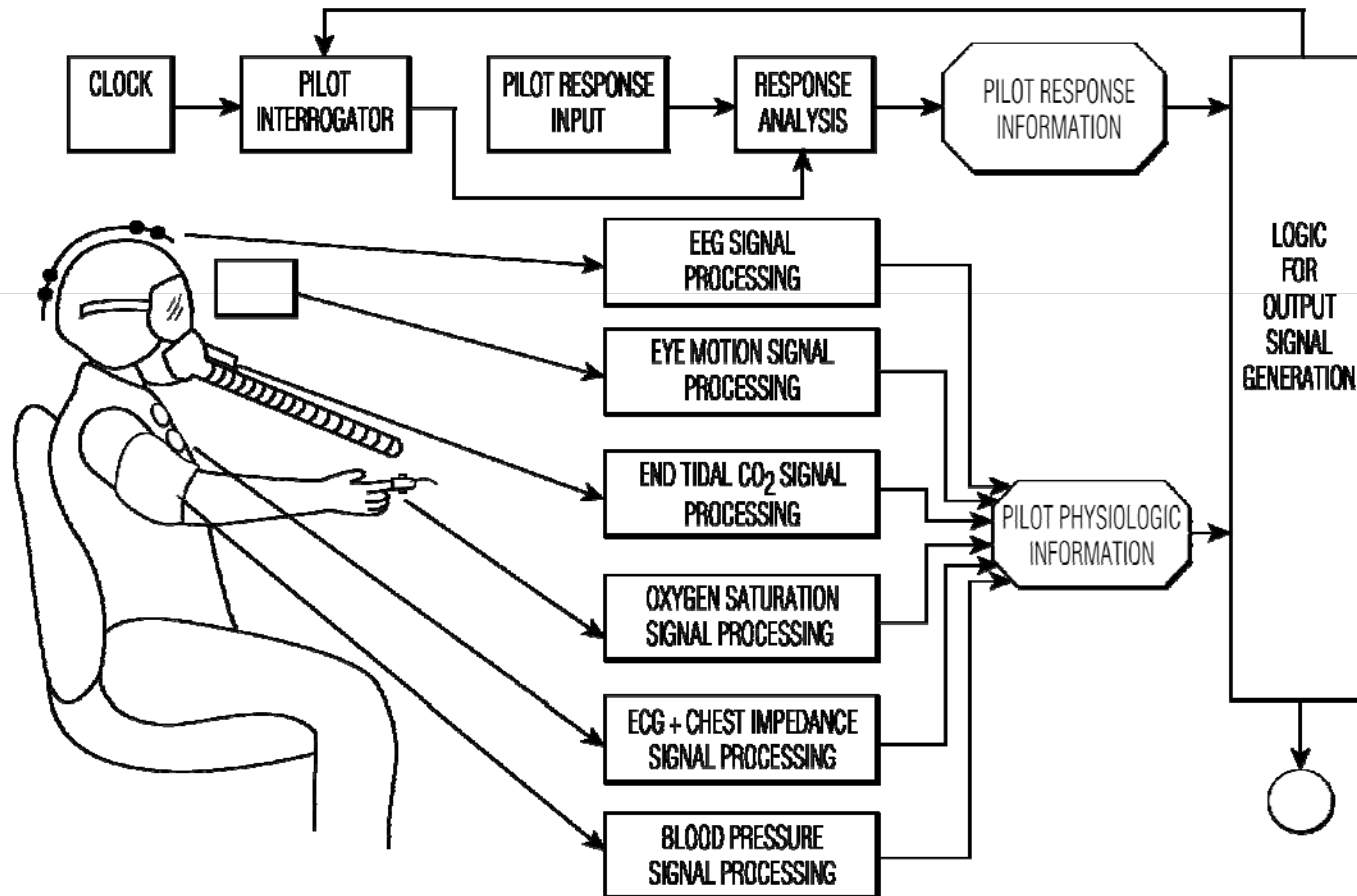 CLOCK
PILOT
INTERROGATOR
PILOT RESPONSE
INPUT
RESPONSE
ANALYSIS
PILOT RESPONSE
INFORMATION
EEG SIGNAL
PROCESSING
EYE MOTION SIGNAL
PROCESSING
END TIDAL CO₂ SIGNAL
PROCESSING
OXYGEN SATURATION
SIGNAL PROCESSING
ECG + CHEST IMPEDANCE
SIGNAL PROCESSING
BLOOD PRESSURE
SIGNAL PROCESSING
PILOT PHYSIOLOGIC
INFORMATION
LOGIC
FOR
OUTPUT
SIGNAL
GENERATION